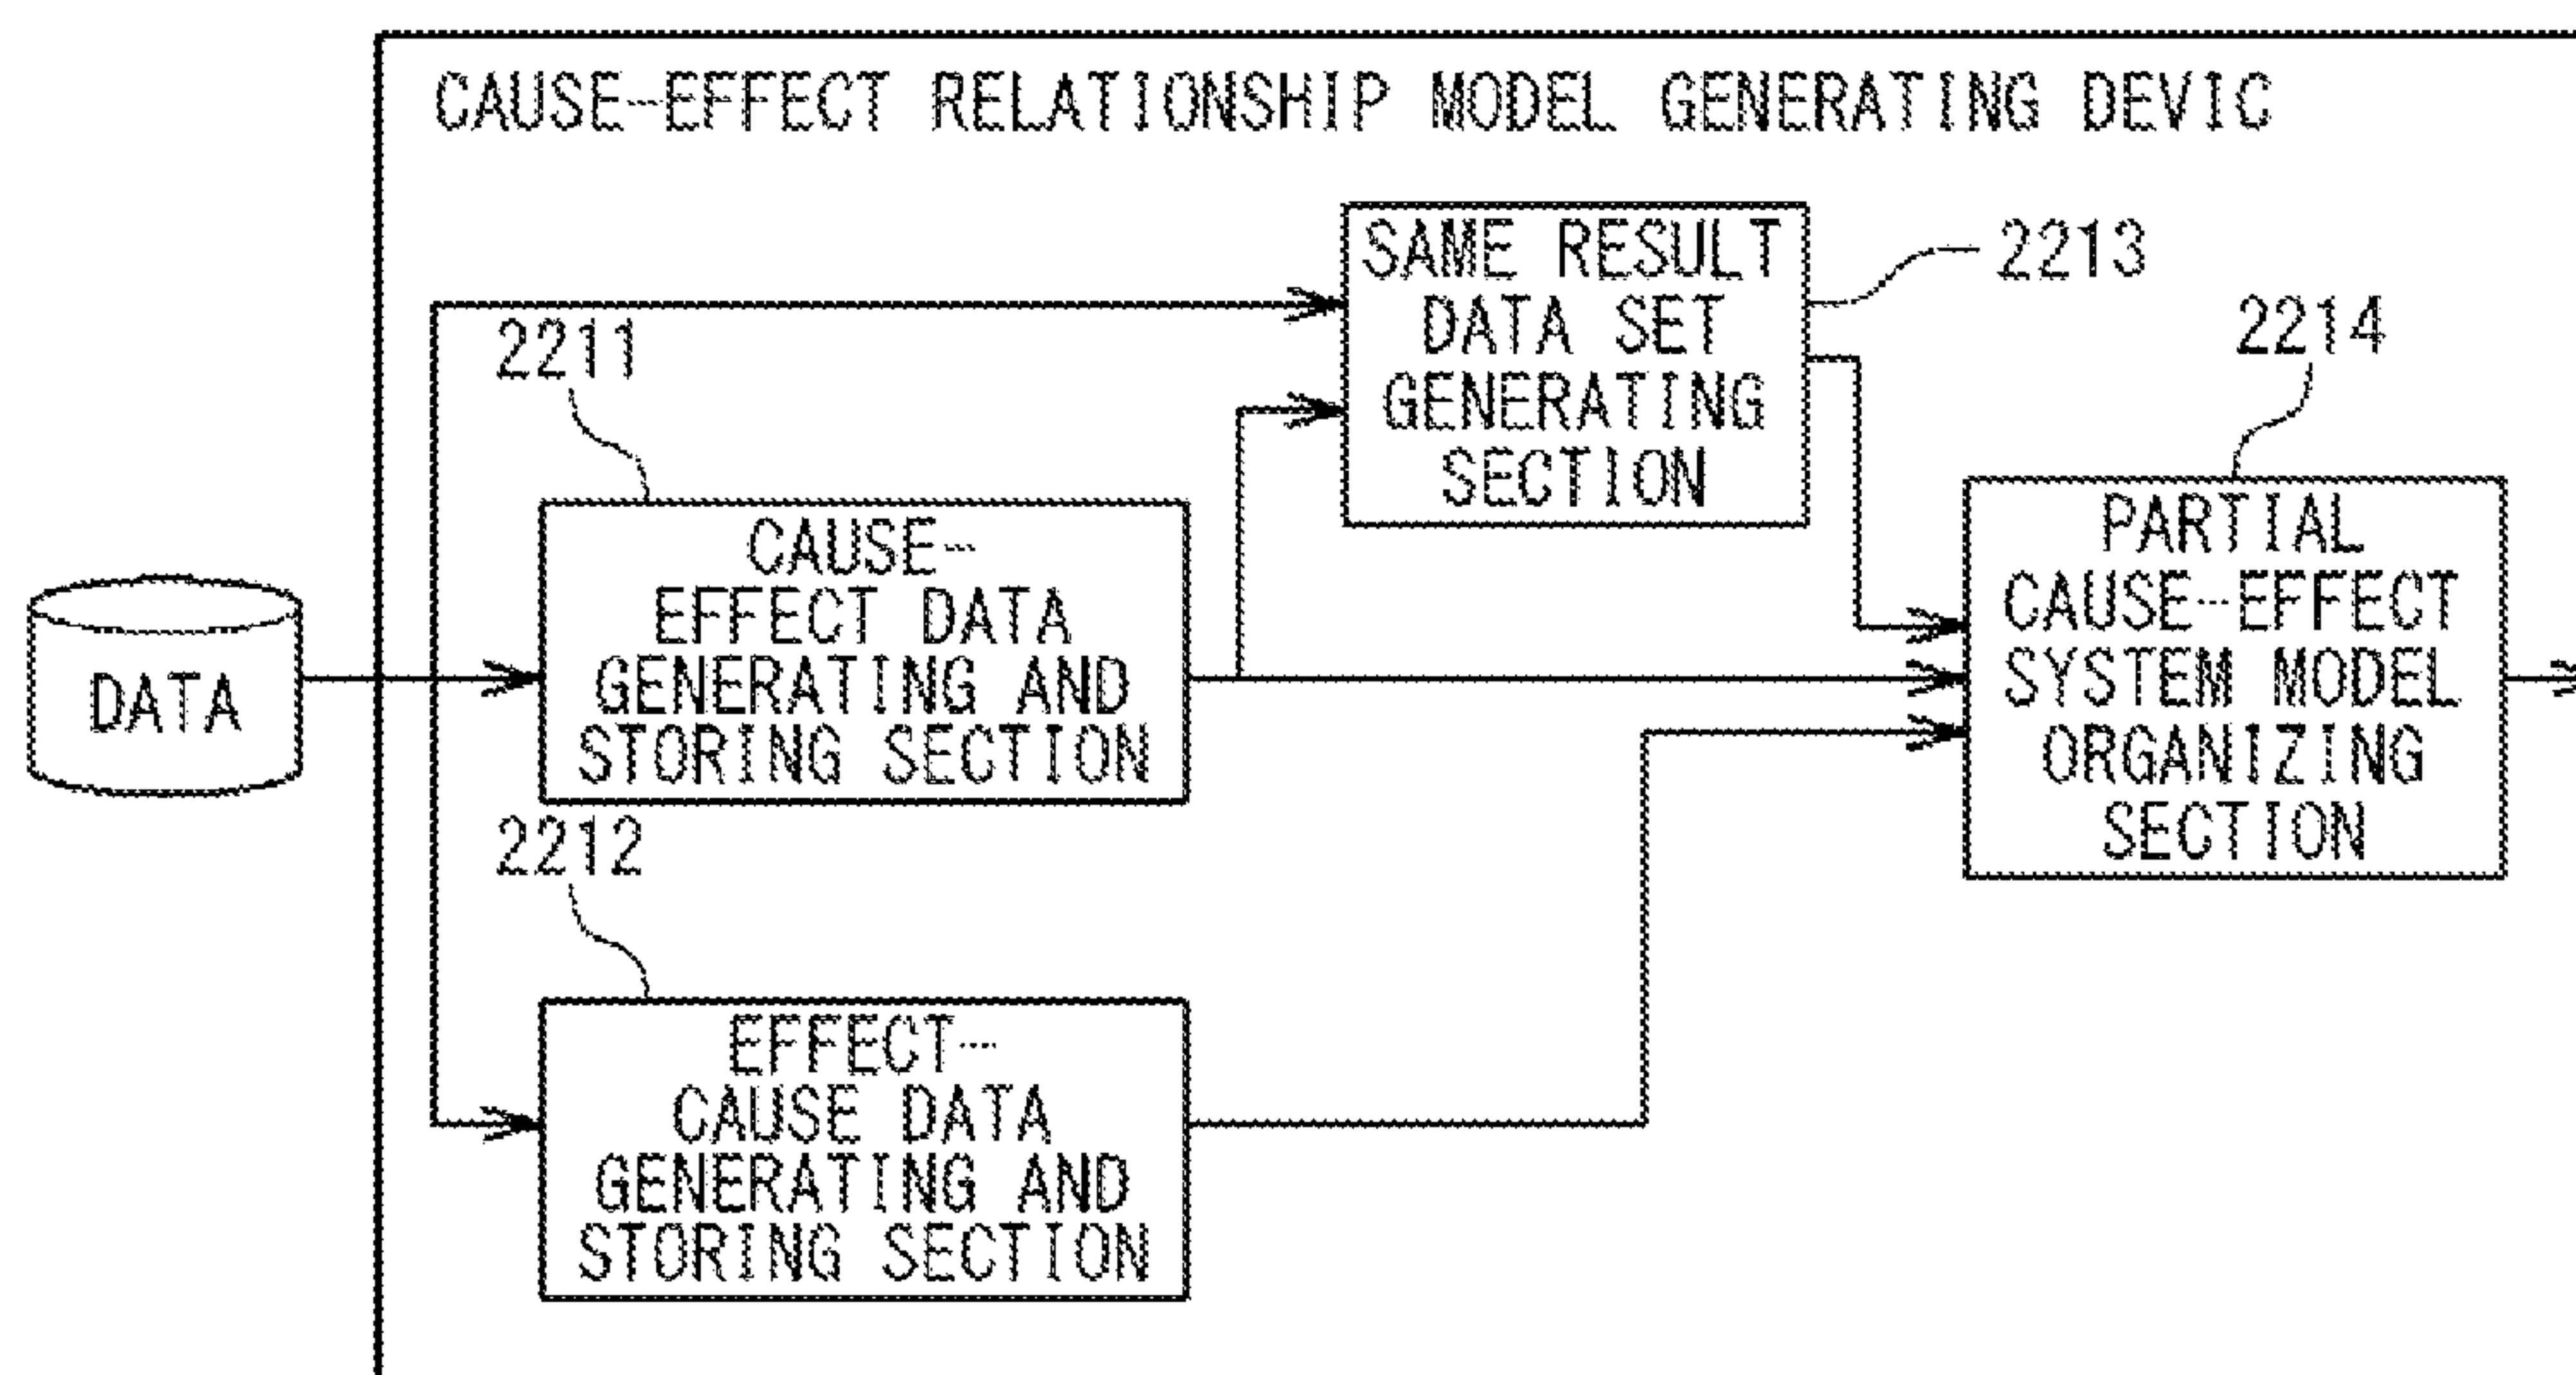 CAUSE-EFFECT RELATIONSHIP MODEL GENERATING DEVIC
SAME RESULT
DATA SET
GENERATING
SECTION
2213
2214
2211
CAUSE-
EFFECT DATA
GENERATING AND
STORING SECTION
PARTIAL
CAUSE-EFFECT
SYSTEM MODEL
ORGANIZING
SECTION
DATA
2212
EFFECT-
CAUSE DATA
GENERATING AND
STORING SECTION